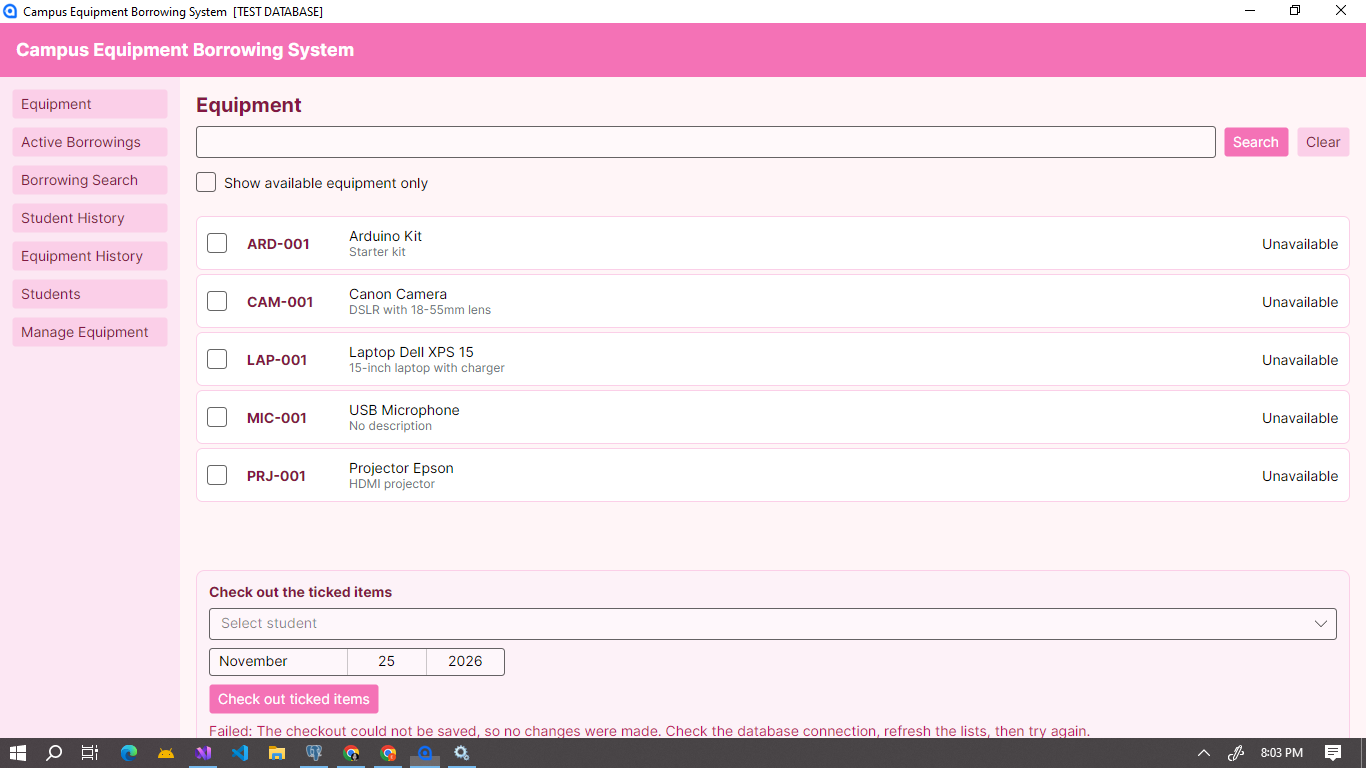 Campus Equipment Borrowing System [TEST DATABASE]
Campus Equipment Borrowing System
Equipment
Active Borrowings
Borrowing Search
Student History
Equipment History
Students
Manage Equipment
Equipment
Search
Clear
Show available equipment only
ARD-001
Arduino Kit
Starter kit
Unavailable
CAM-001
Canon Camera
DSLR with 18-55mm lens
Unavailable
LAP-001
Laptop Dell XPS 15
15-inch laptop with charger
Unavailable
MIC-001
USB Microphone
No description
Unavailable
PRJ-001
Projector Epson
HDMI projector
Unavailable
Check out the ticked items
Select student
November 25 2026
Check out ticked items
Failed: The checkout could not be saved, so no changes were made. Check the database connection, refresh the lists, then try again.
8:03 PM